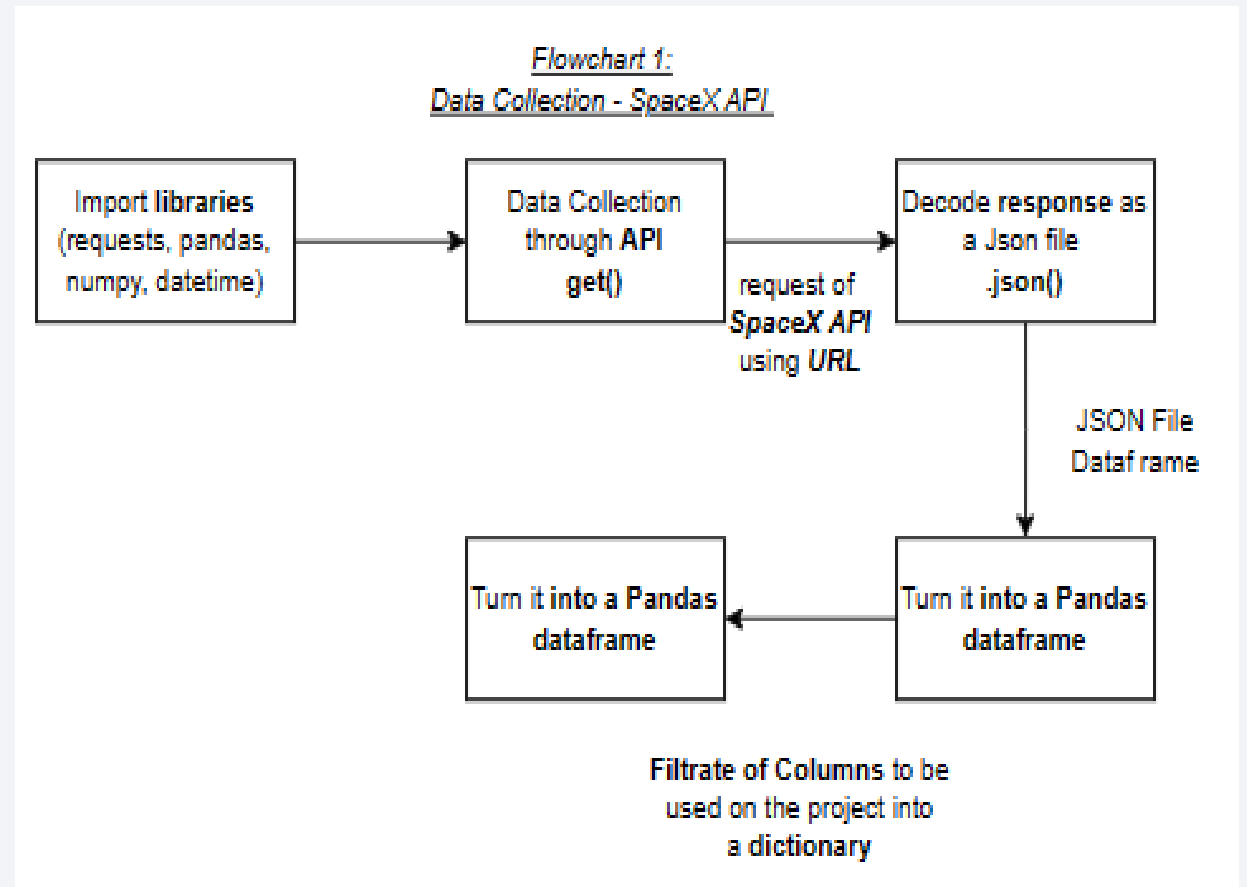 Flowchart 1:
Data Collection - SpaceX API
Import libraries
(requests, pandas,
numpy, datetime)
Data Collection
through API
get()
request of
SpaceX API
using URL
Decode response as
a Json file
.json()
JSON File
Dataframe
Turn it into a Pandas
dataframe
Turn it into a Pandas
dataframe
Filtrate of Columns to be
used on the project into
a dictionary